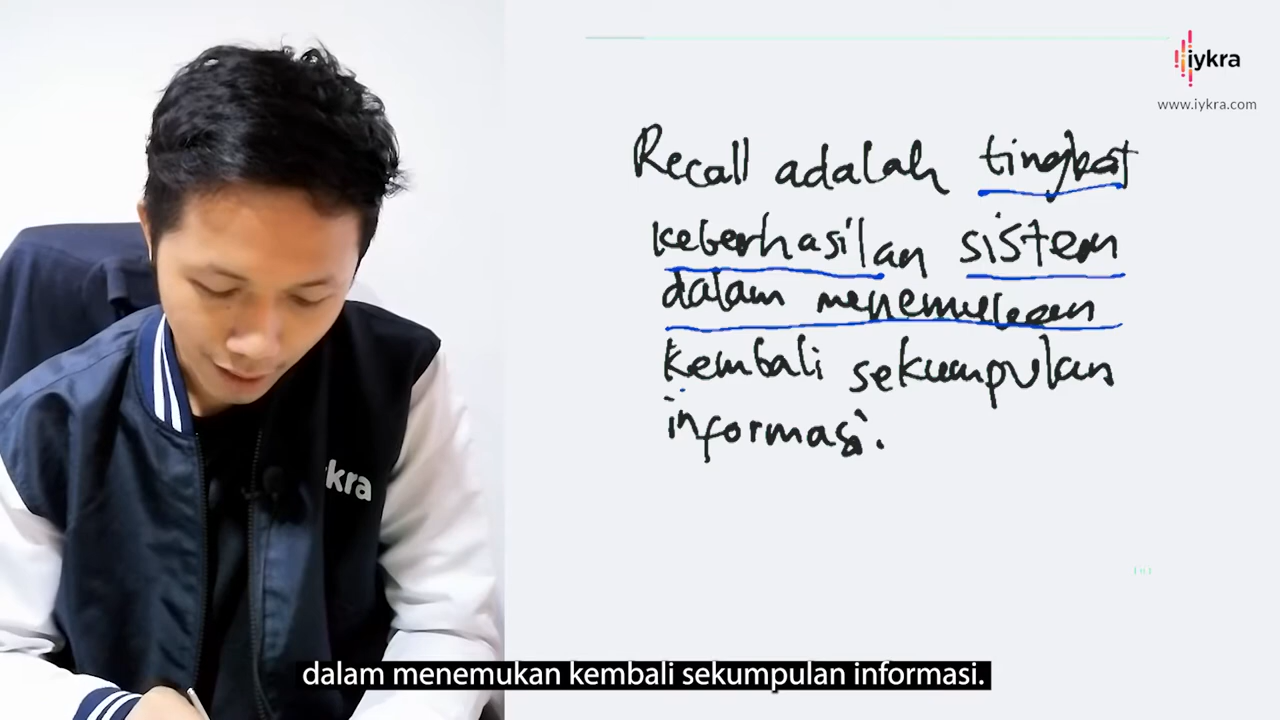 iykra
www.iykra.com
Recall adalah tingkat
keberhasilan sistem
dalam menemukan
kembali sekumpulan
informasi.
ykra
dalam menemukan kembali sekumpulan informasi.